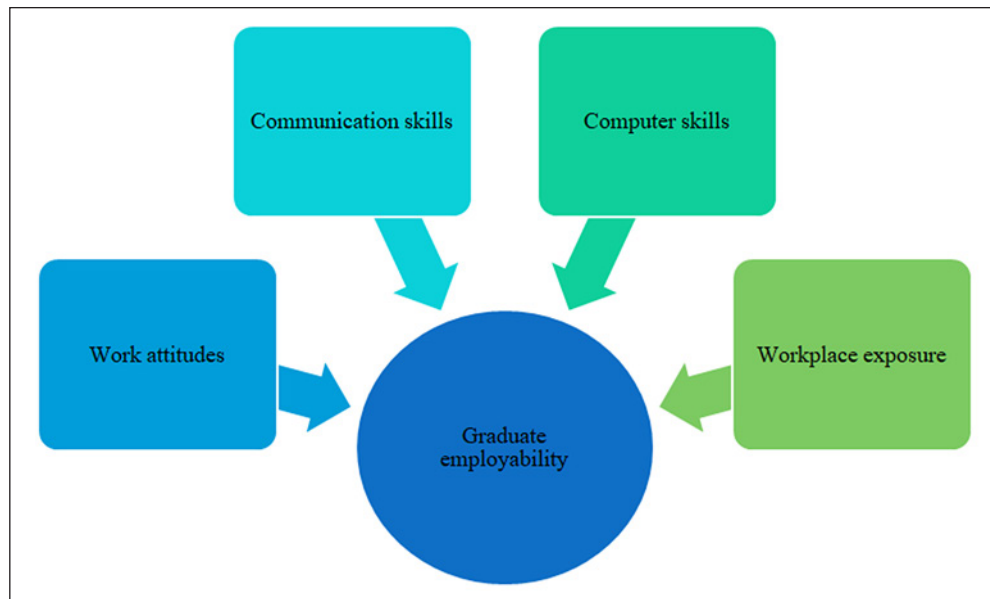 Communication skills
Computer skills
Work attitudes
Workplace exposure
Graduate
employability